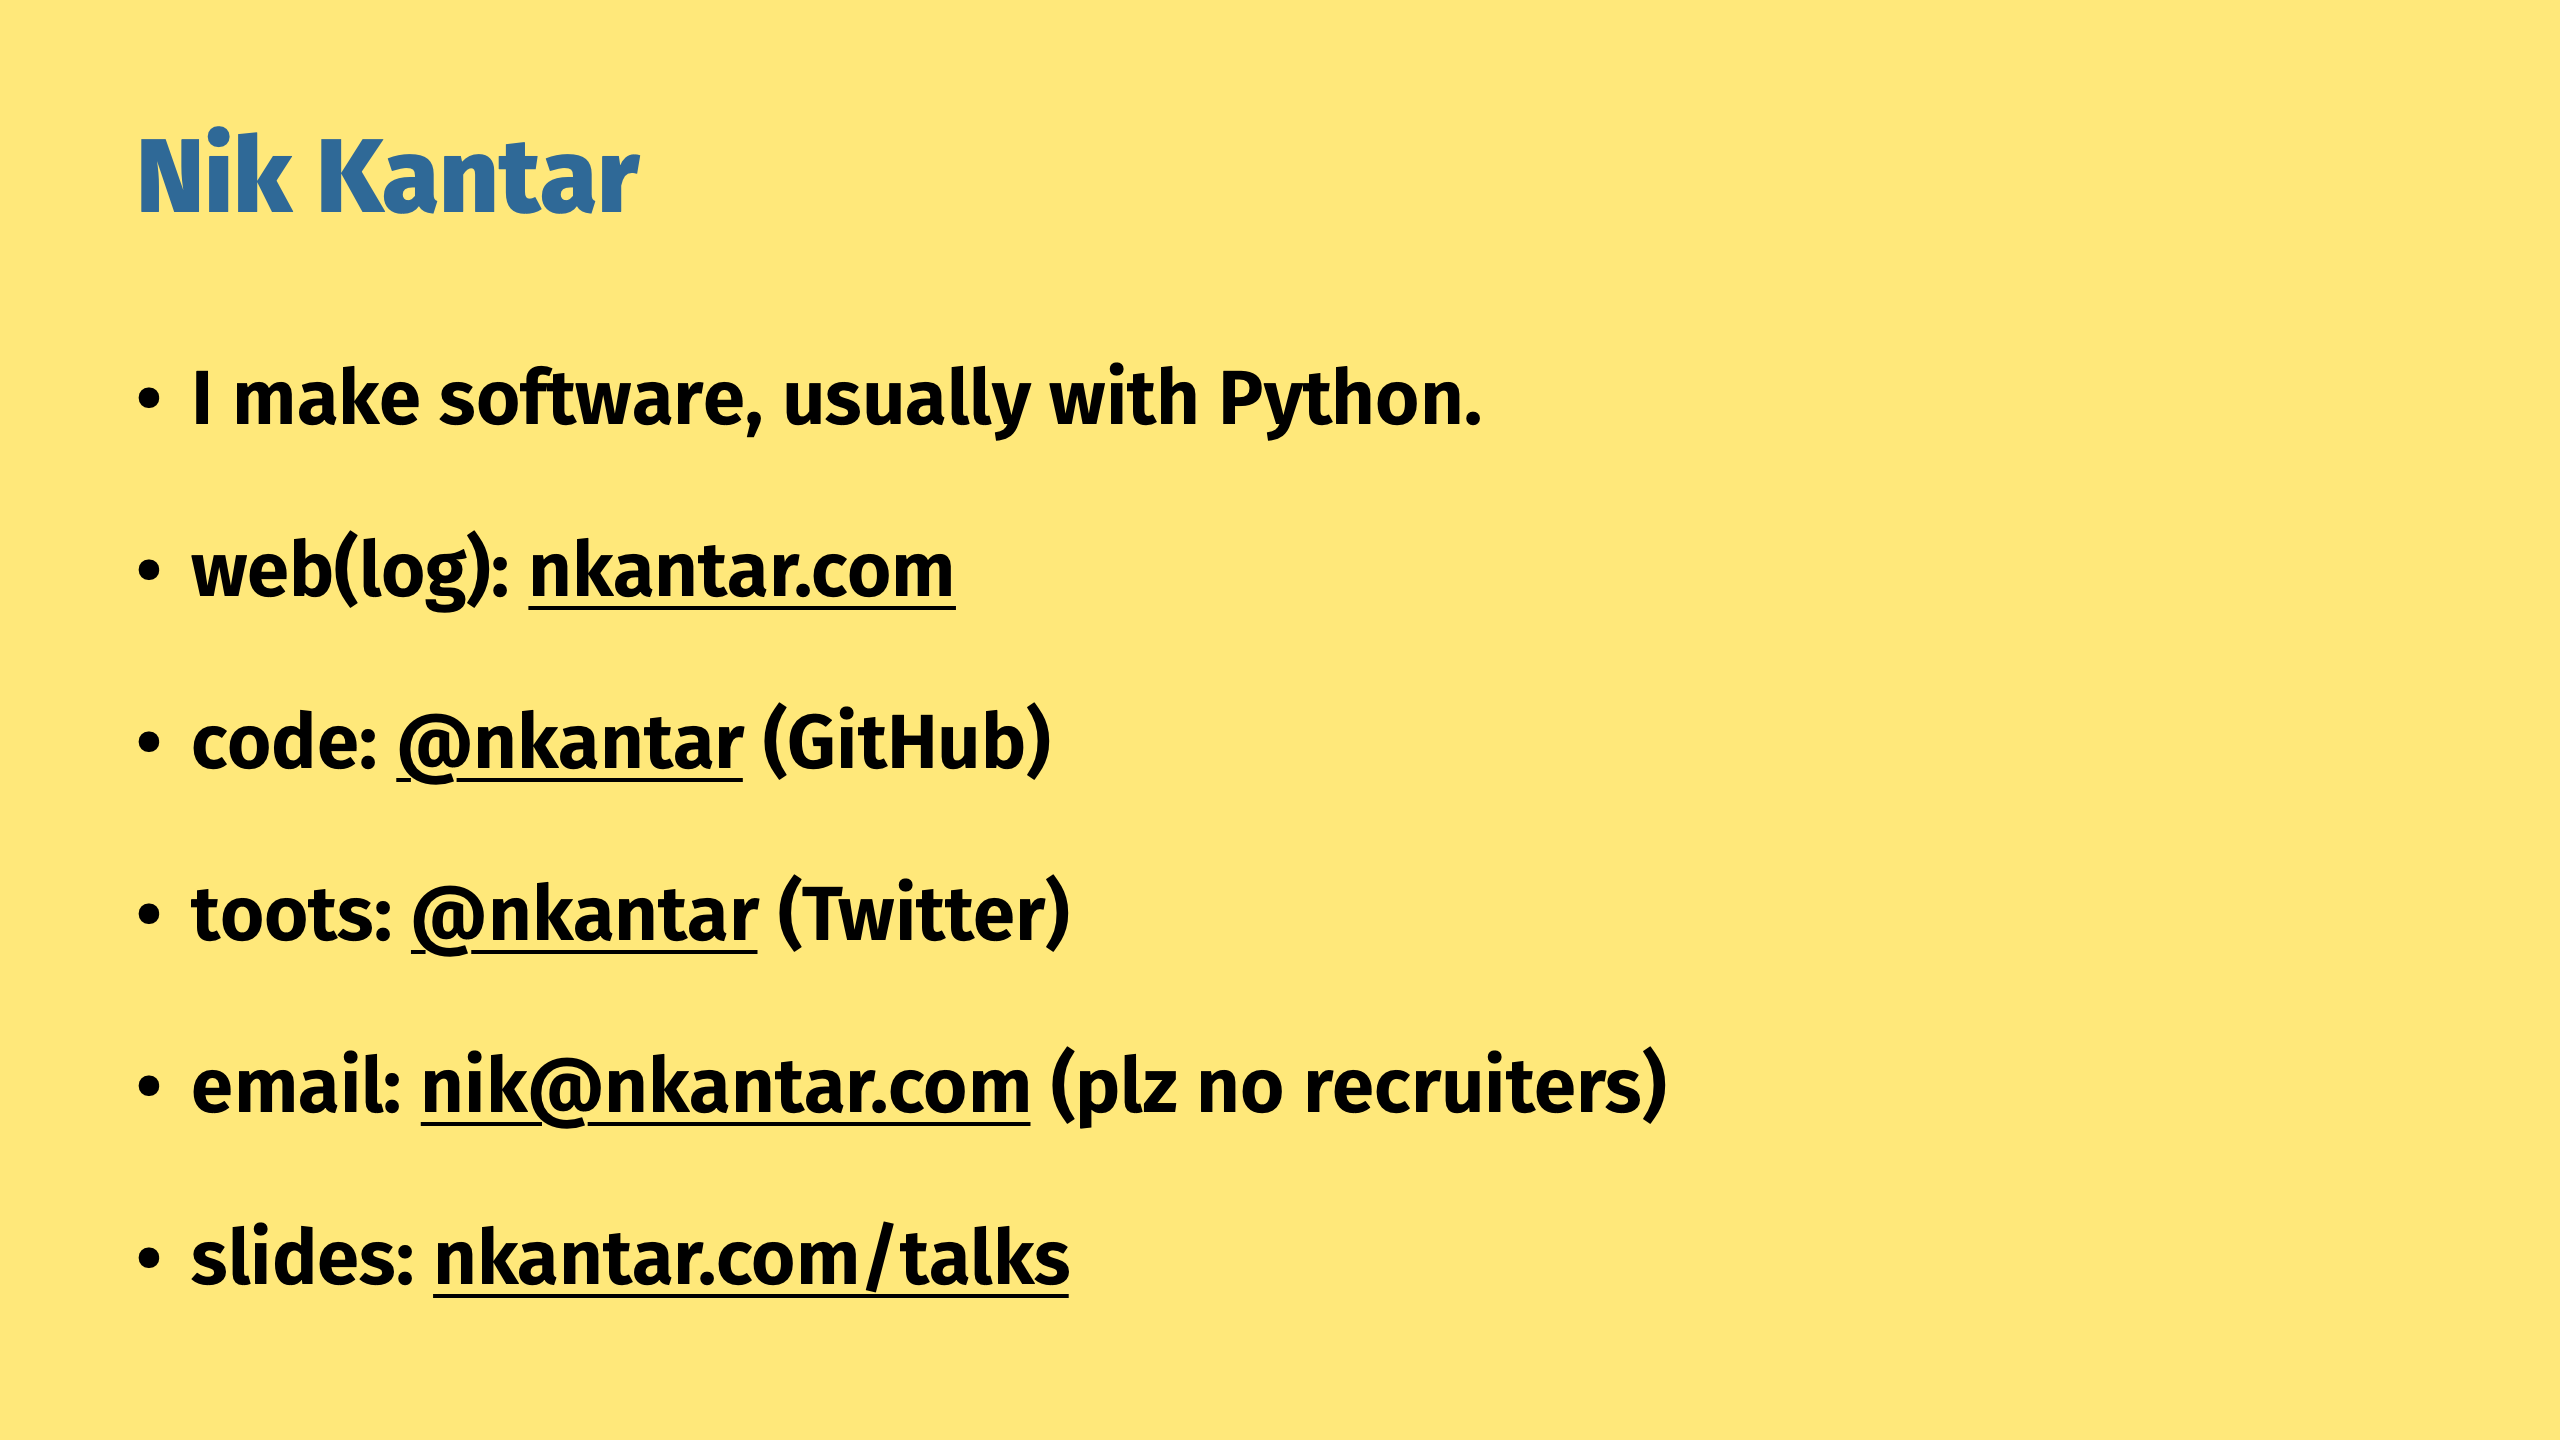 Nik Kantar
• I make software, usually with Python.
• web(log): nkantar.com
• code: @nkantar (GitHub)
• toots: @nkantar (Twitter)
• email: nik@nkantar.com (plz no recruiters)
• slides: nkantar.com/talks